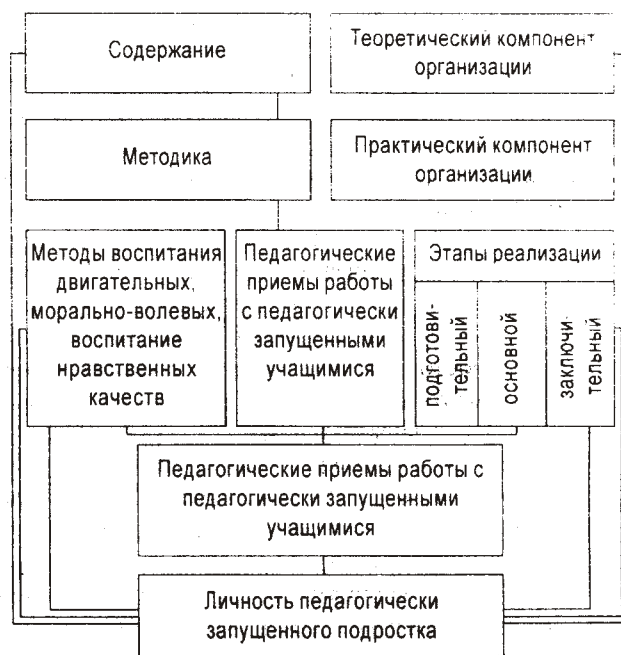 Содержание
Теоретический компонент
организации
Методика
Практический компонент
организации
Методы воспитания
двигательных,
морально-волевых,
воспитание
нравственных
качеств
Педагогические
приемы работы
с педагогически
запущенными
учащимися
Этапы реализации
подготови-
тельный
основной
заключи-
тельный
Педагогические приемы работы с
педагогически запущенными
учащимися
Личность педагогически
запущенного подростка